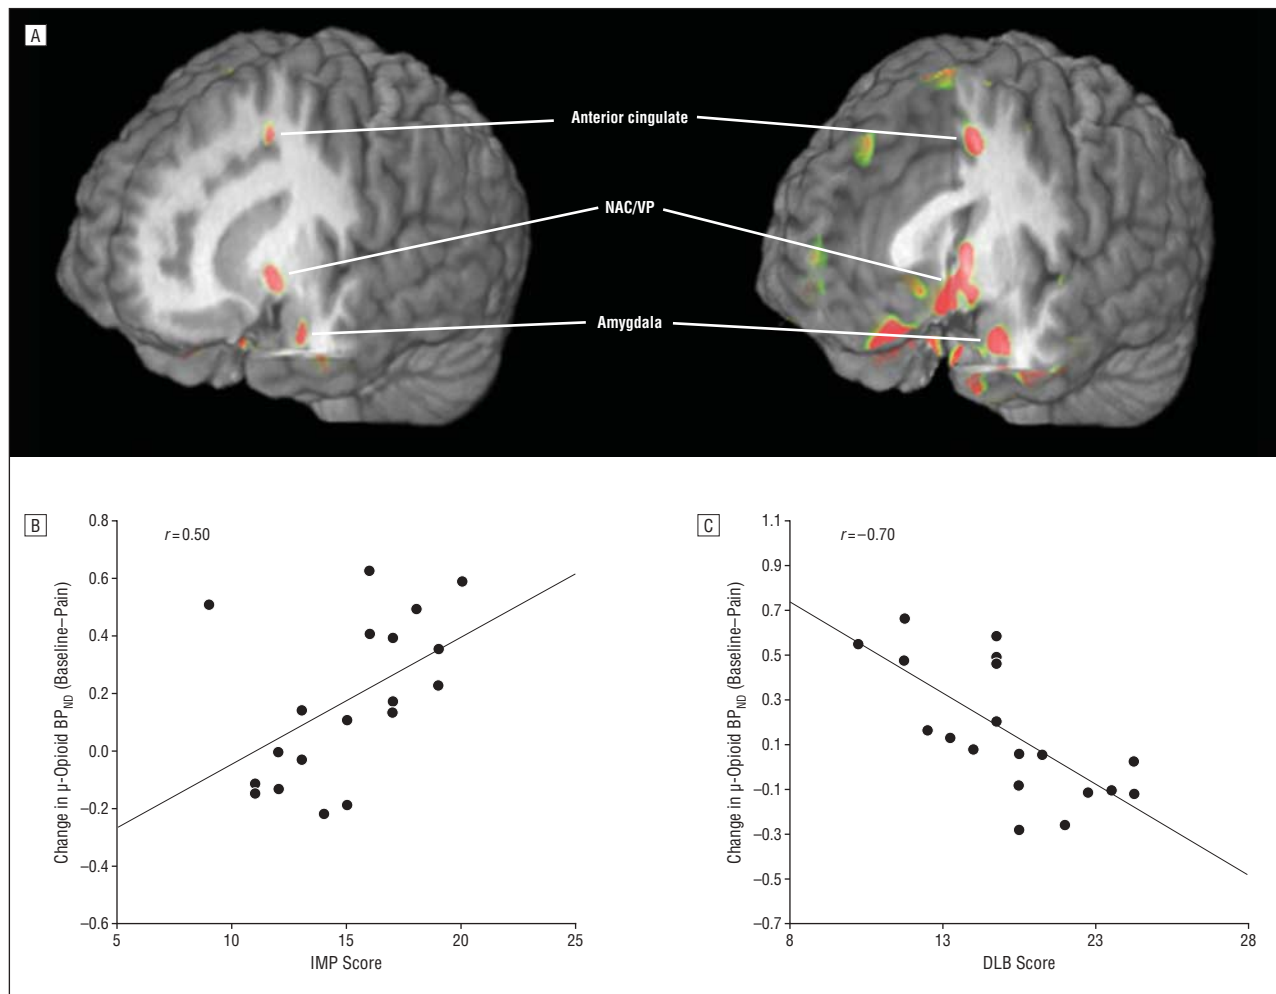 A
Anterior cingulate
NAC/VP
Amygdala
B
r=0.50
Change in μ-Opioid BPND (Baseline–Pain)
0.8
0.6
0.4
0.2
0.0
–0.2
–0.4
–0.6
5 10 15 20 25
IMP Score
C
r=–0.70
Change in μ-Opioid BPND (Baseline–Pain)
1.1
0.9
0.7
0.5
0.3
0.1
–0.1
–0.3
–0.5
–0.7
8 13 23 28
DLB Score